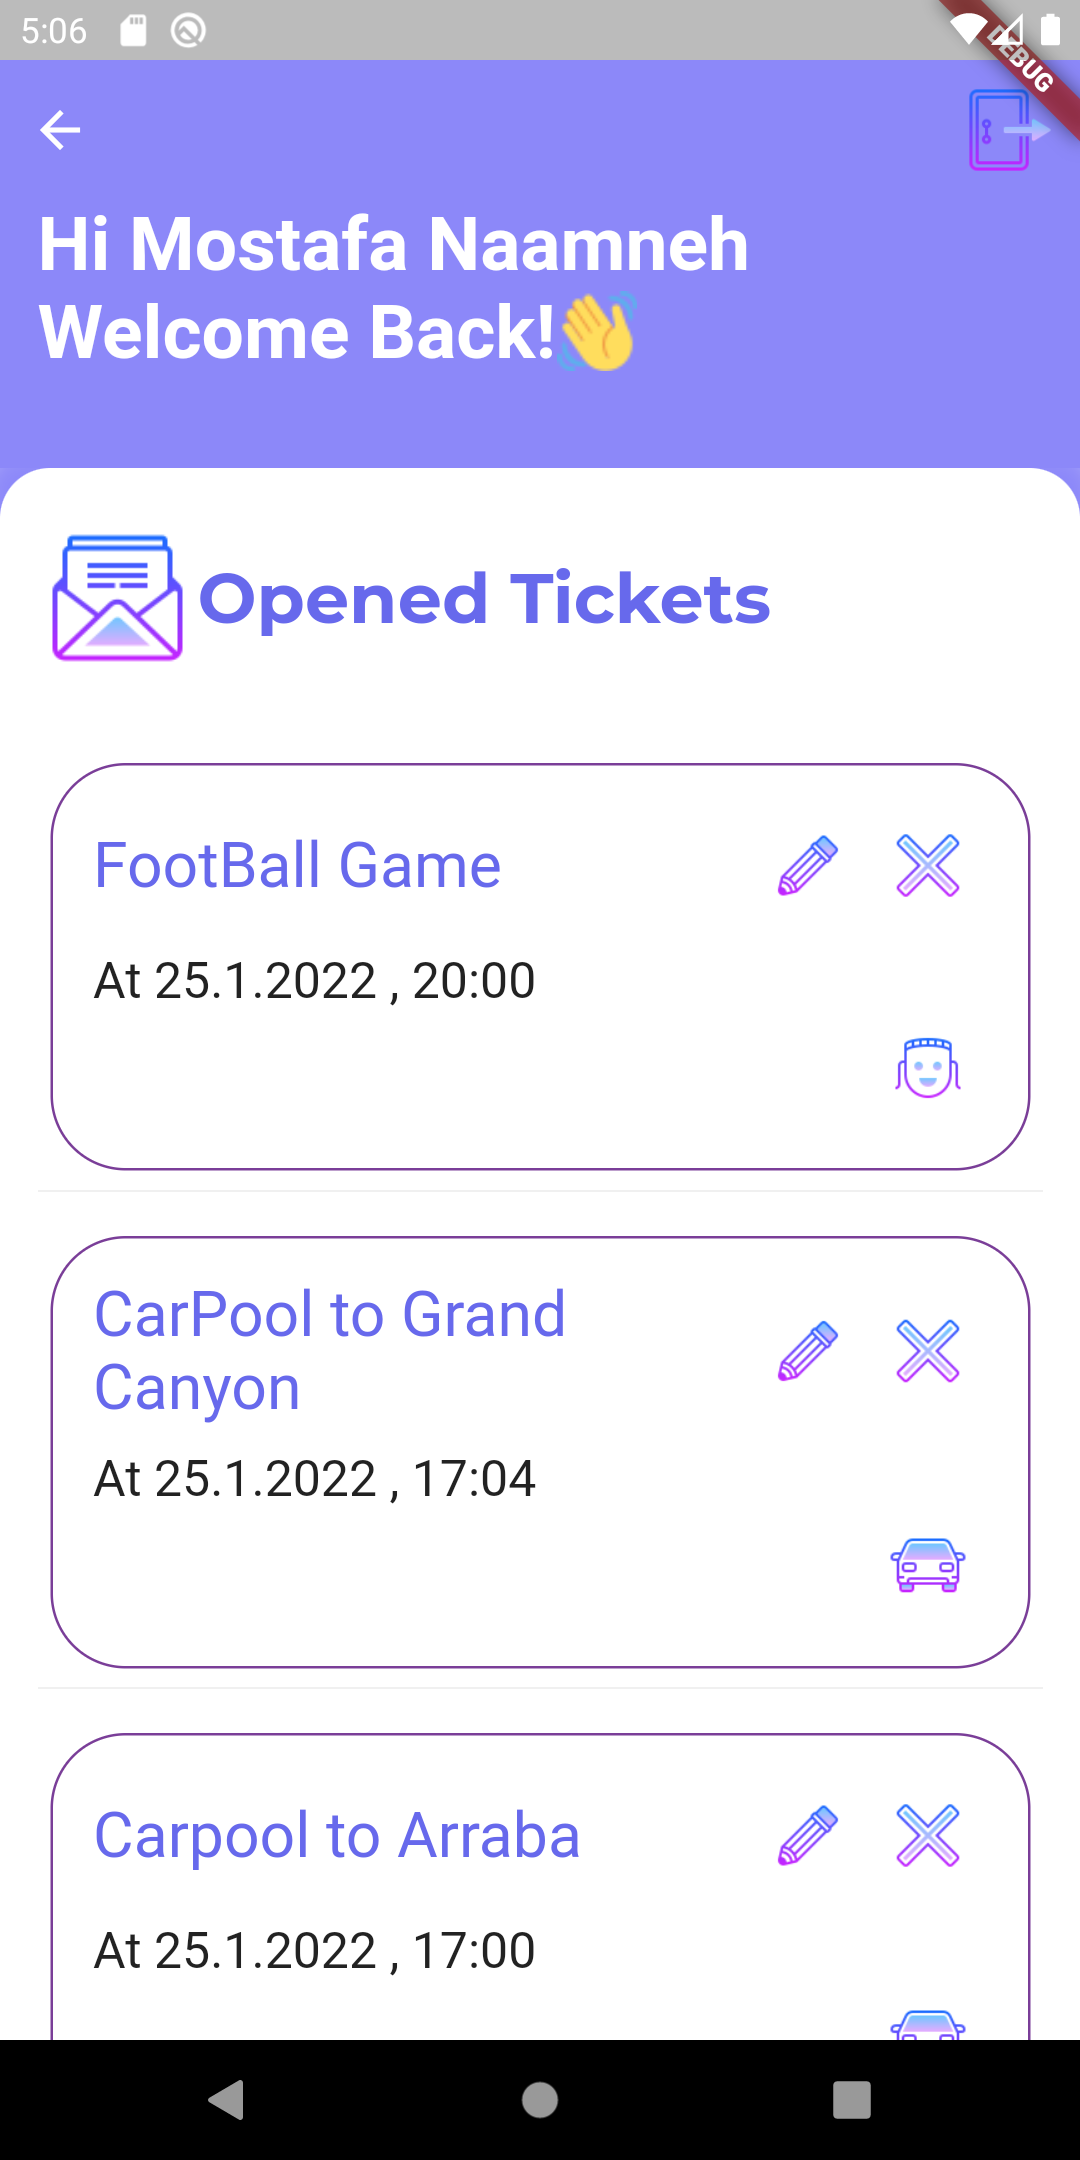 5:06
DEBUG
Hi Mostafa Naamneh
Welcome Back!👋
Opened Tickets
FootBall Game
At 25.1.2022 , 20:00
CarPool to Grand
Canyon
At 25.1.2022 , 17:04
Carpool to Arraba
At 25.1.2022 , 17:00